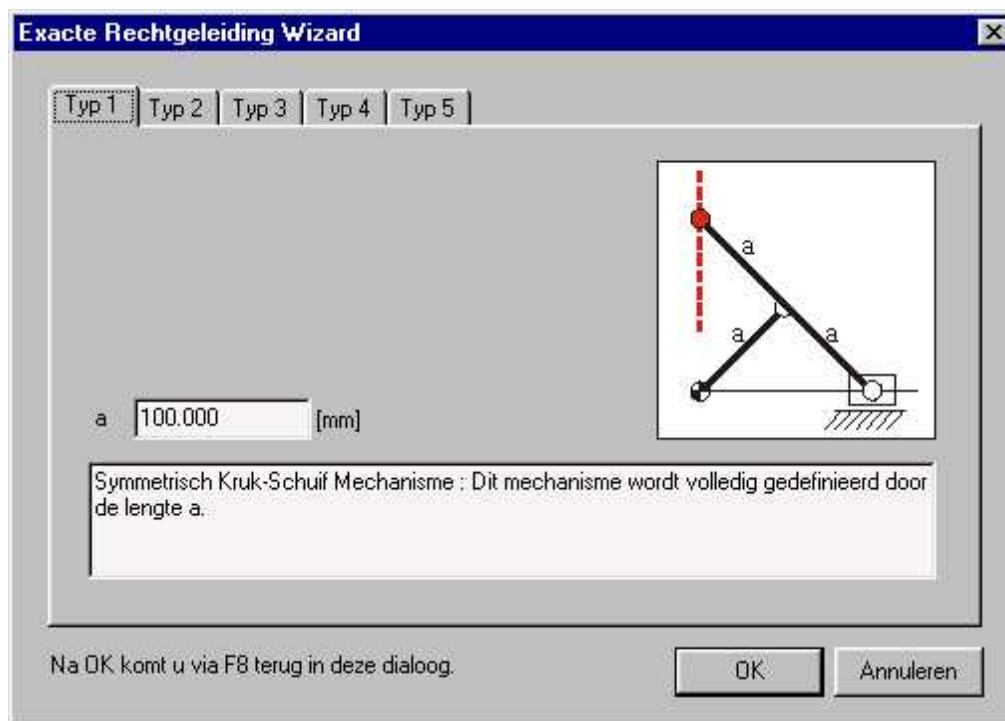 Exacte Rechtgeleiding Wizard
Typ 1 Typ 2 Typ 3 Typ 4 Typ 5
a
a a
a 100.000 [mm]
Symmetrisch Kruk-Schuif Mechanisme : Dit mechanisme wordt volledig gedefinieerd door
de lengte a.
Na OK komt u via F8 terug in deze dialoog.
OK Annuleren